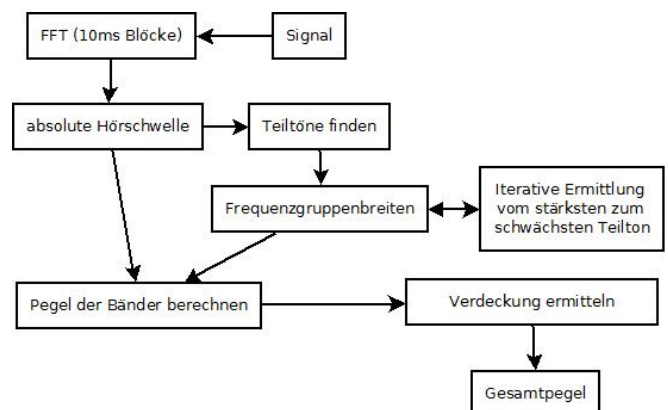 FFT (10ms Blöcke)
Signal
absolute Hörschwelle
Teiltöne finden
Frequenzgruppenbreiten
Iterative Ermittlung
vom stärksten zum
schwächsten Teilton
Pegel der Bänder berechnen
Verdeckung ermitteln
Gesamtpegel